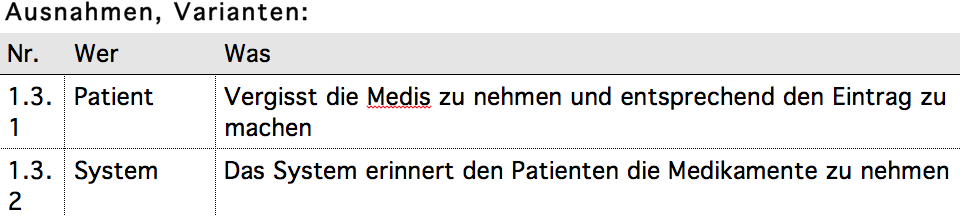 Ausnahmen, Varianten:
Nr. Wer Was
1.3. Patient Vergisst die Medis zu nehmen und entsprechend den Eintrag zu
1 machen
1.3. System Das System erinnert den Patienten die Medikamente zu nehmen
2